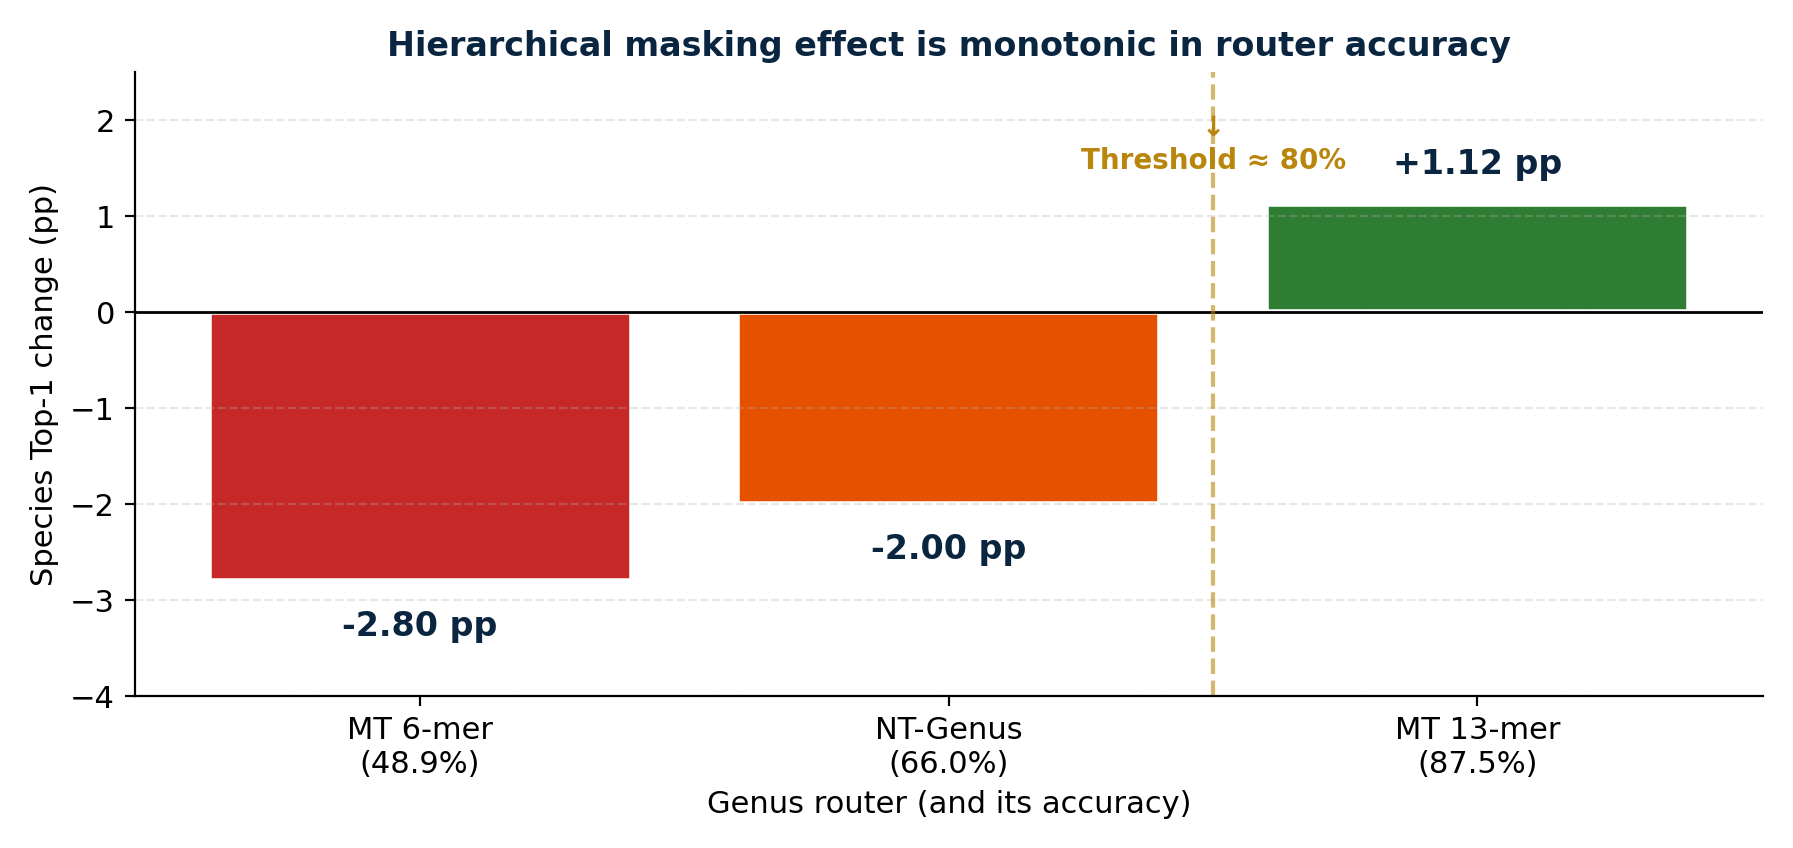 Hierarchical masking effect is monotonic in router accuracy
Species Top-1 change (pp)
2
1
0
−1
−2
−3
−4
↓
Threshold ≈ 80%
+1.12 pp
-2.00 pp
-2.80 pp
MT 6-mer
(48.9%)
NT-Genus
(66.0%)
MT 13-mer
(87.5%)
Genus router (and its accuracy)